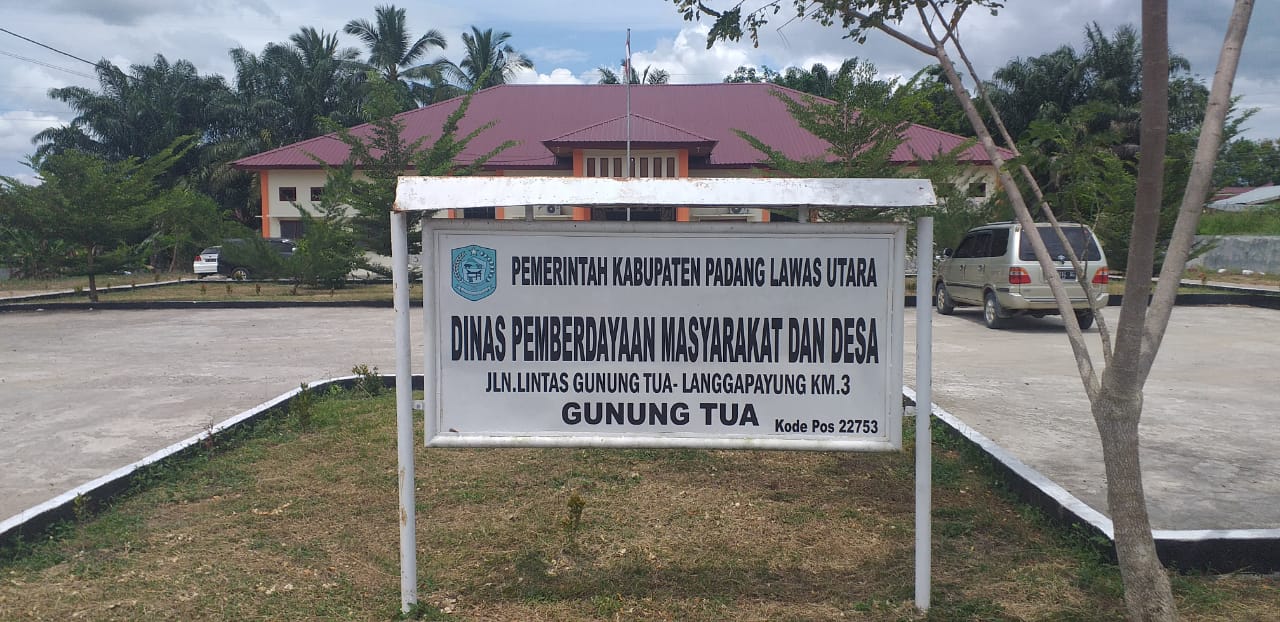 PEMERINTAH KABUPATEN PADANG LAWAS UTARA
DINAS PEMBERDAYAAN MASYARAKAT DAN DESA
JLN.LINTAS GUNUNG TUA- LANGGAPAYUNG KM.3
GUNUNG TUA
Kode Pos 22753